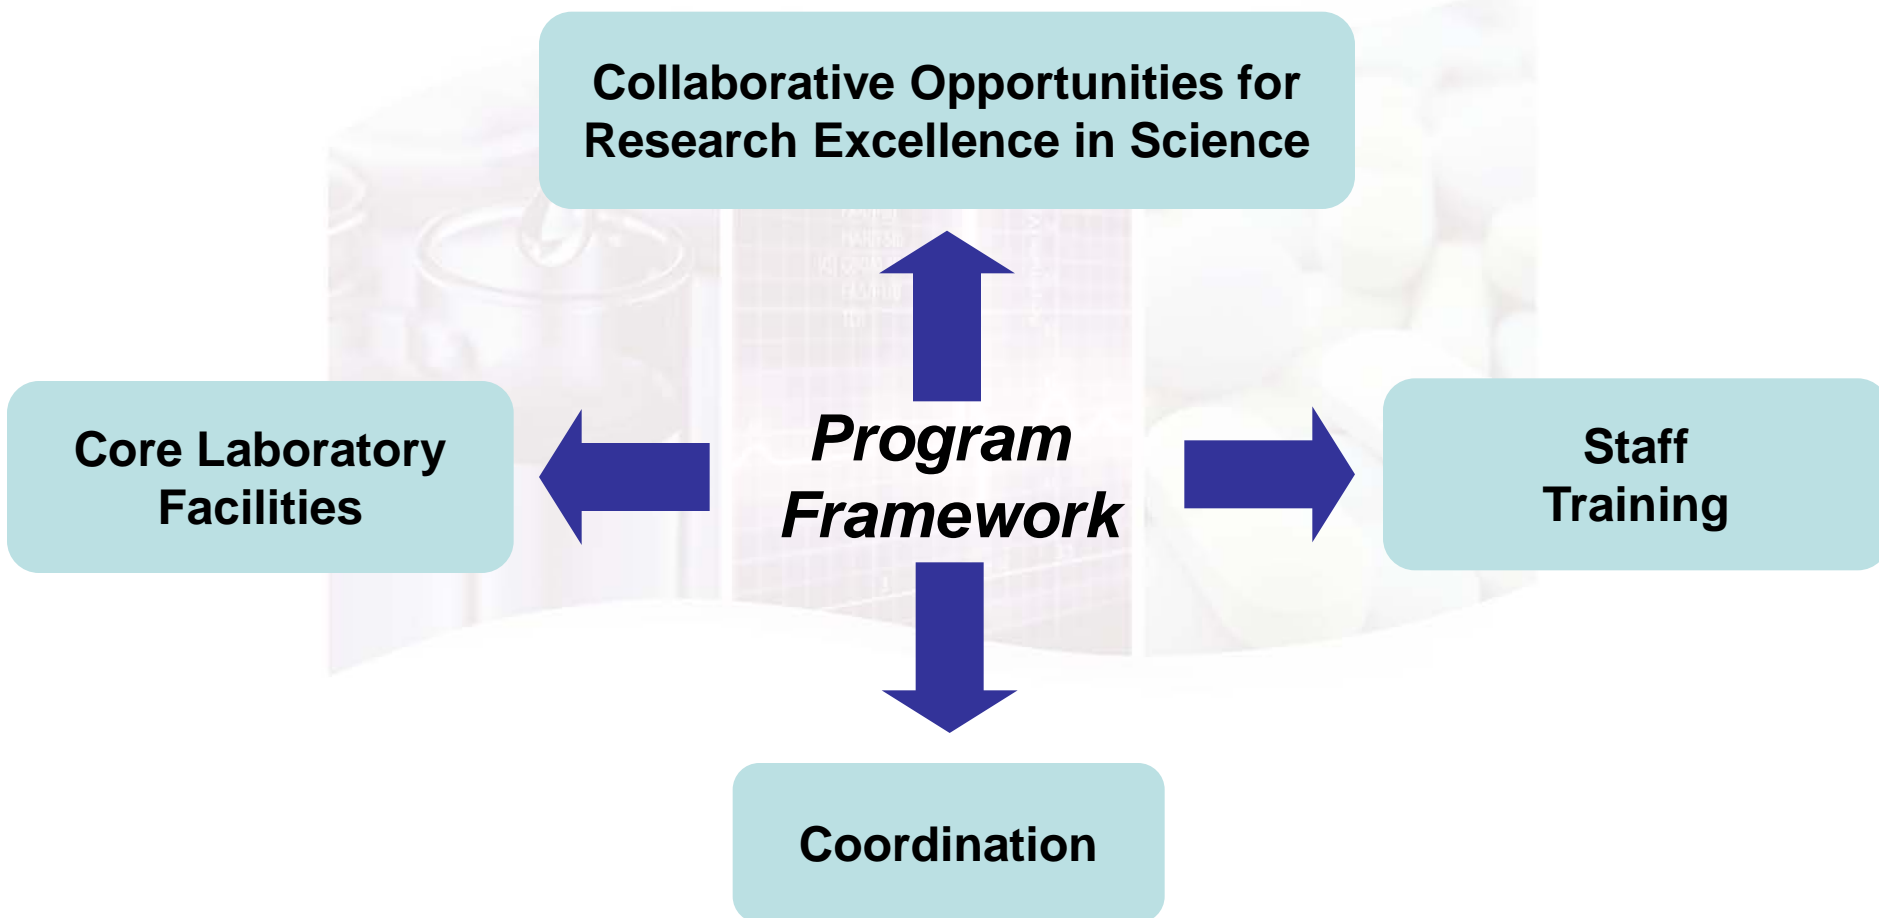 Collaborative Opportunities for
Research Excellence in Science
Core Laboratory
Facilities
Program
Framework
Staff
Training
Coordination